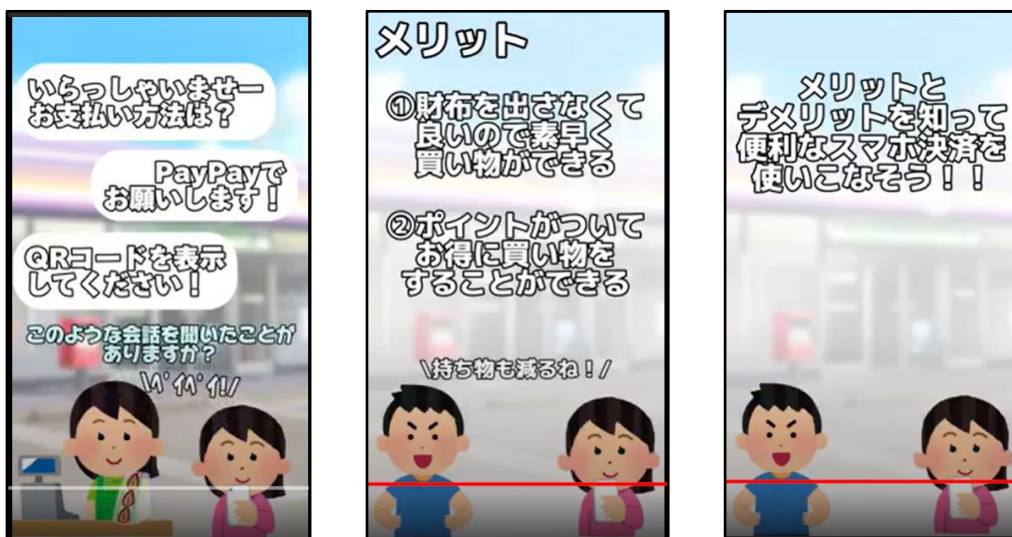 いらっしゃいませー
お支払い方法は？
PayPayで
お願いします！
QRコードを表示
してください！
このような会話を聞いたことが
ありますか？
\ﾍﾟｲﾍﾟｲ!/
メリット
①財布を出さなくて
良いので素早く
買い物ができる
②ポイントがついて
お得に買い物を
することができる
\持ち物も減るね！/
メリットと
デメリットを知って
便利なスマホ決済を
使いこなそう！！